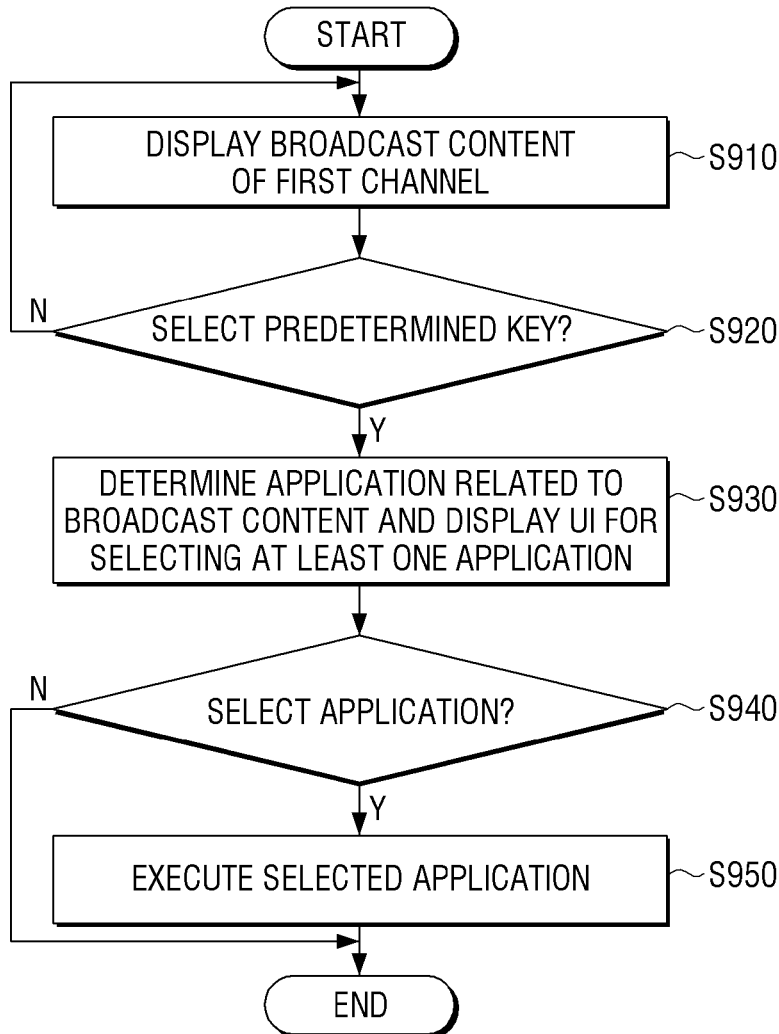 START
DISPLAY BROADCAST CONTENT
OF FIRST CHANNEL
S910
N
SELECT PREDETERMINED KEY?
S920
Y
DETERMINE APPLICATION RELATED TO
BROADCAST CONTENT AND DISPLAY UI FOR
SELECTING AT LEAST ONE APPLICATION
S930
N
SELECT APPLICATION?
S940
Y
EXECUTE SELECTED APPLICATION
S950
END